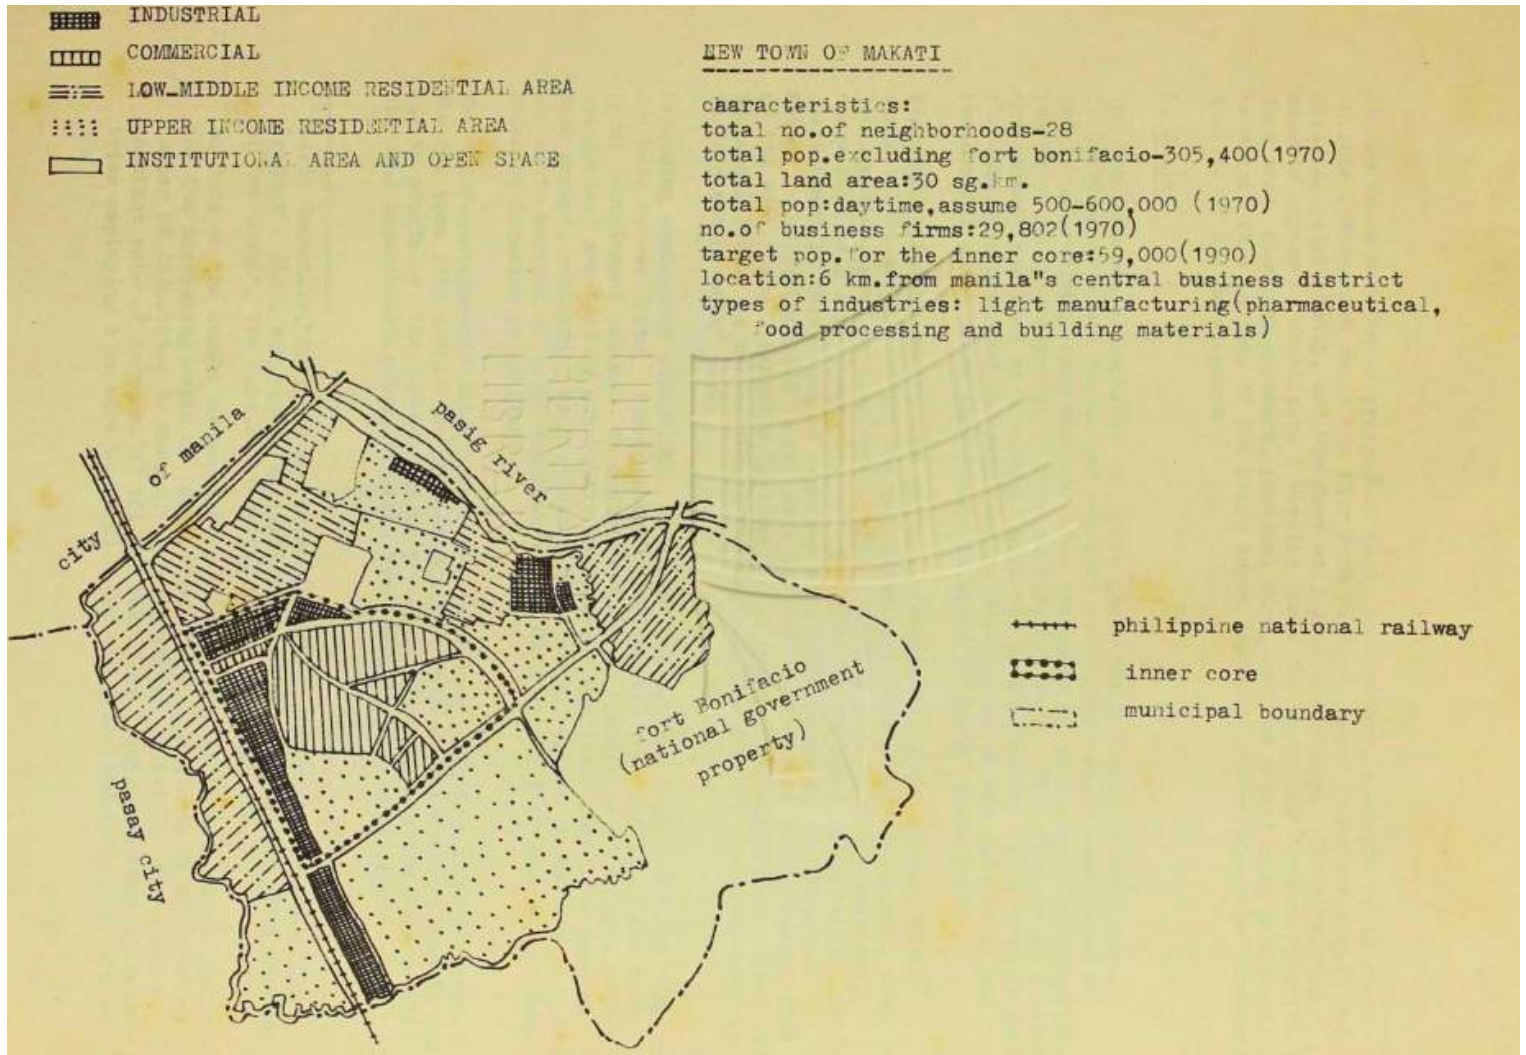 INDUSTRIAL
COMMERCIAL
LOW-MIDDLE INCOME RESIDENTIAL AREA
UPPER INCOME RESIDENTIAL AREA
INSTITUTIONAL AREA AND OPEN SPACE
NEW TOWN OF MAKATI
characteristics:
total no.of neighborhoods-28
total pop.excluding fort bonifacio-305,400(1970)
total land area:30 sg.km.
total pop:daytime,assume 500-600,000 (1970)
no.of business firms:29,802(1970)
target pop.for the inner core:59,000(1990)
location:6 km.from manila"s central business district
types of industries: light manufacturing(pharmaceutical,
food processing and building materials)
city of manila
pasig river
pasay city
fort Bonifacio
(national government
property)
philippine national railway
inner core
municipal boundary